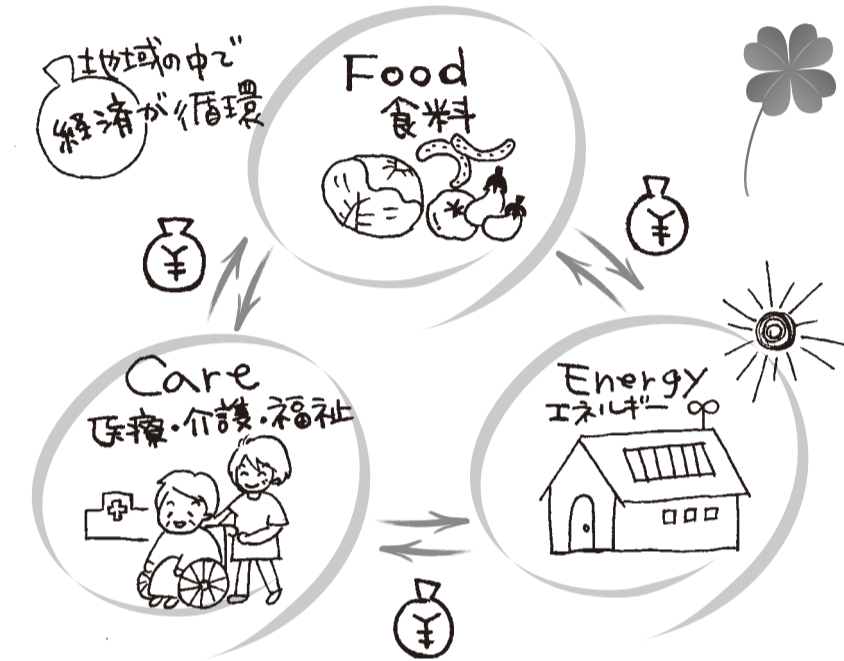 地域の中で
経済が循環
Food
食料
¥
¥
Care
医療・介護・福祉
Energy
エネルギー
¥